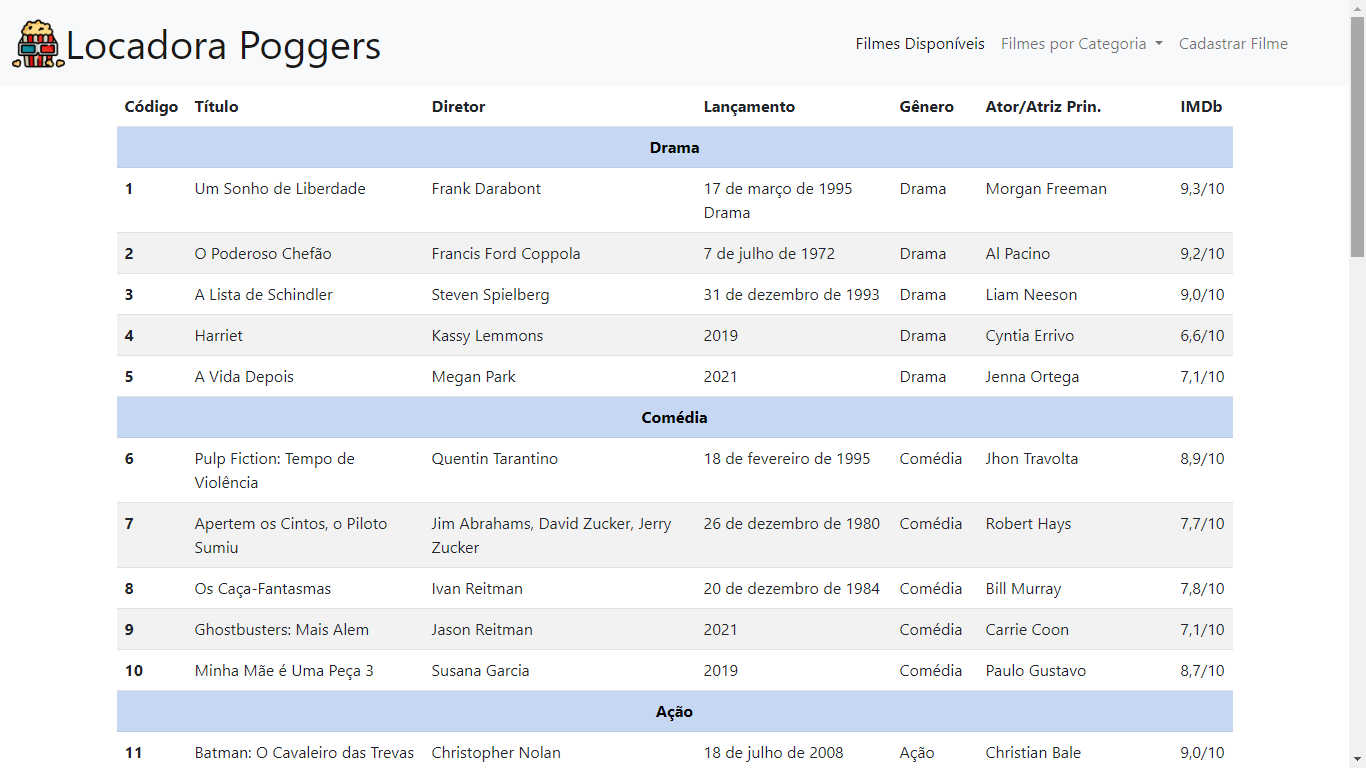 Locadora Poggers
Filmes Disponíveis Filmes por Categoria Cadastrar Filme
Código Título Diretor Lançamento Gênero Ator/Atriz Prin. IMDb
Drama
1 Um Sonho de Liberdade Frank Darabont 17 de março de 1995 Drama Morgan Freeman 9,3/10
Drama
2 O Poderoso Chefão Francis Ford Coppola 7 de julho de 1972 Drama Al Pacino 9,2/10
3 A Lista de Schindler Steven Spielberg 31 de dezembro de 1993 Drama Liam Neeson 9,0/10
4 Harriet Kassy Lemmons 2019 Drama Cyntia Errivo 6,6/10
5 A Vida Depois Megan Park 2021 Drama Jenna Ortega 7,1/10
Comédia
6 Pulp Fiction: Tempo de Quentin Tarantino 18 de fevereiro de 1995 Comédia Jhon Travolta 8,9/10
Violência
7 Apertem os Cintos, o Piloto Jim Abrahams, David Zucker, Jerry 26 de dezembro de 1980 Comédia Robert Hays 7,7/10
Sumiu Zucker
8 Os Caça-Fantasmas Ivan Reitman 20 de dezembro de 1984 Comédia Bill Murray 7,8/10
9 Ghostbusters: Mais Alem Jason Reitman 2021 Comédia Carrie Coon 7,1/10
10 Minha Mãe é Uma Peça 3 Susana Garcia 2019 Comédia Paulo Gustavo 8,7/10
Ação
11 Batman: O Cavaleiro das Trevas Christopher Nolan 18 de julho de 2008 Ação Christian Bale 9,0/10